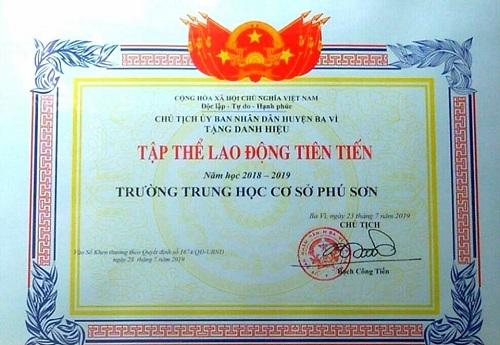 CỘNG HÒA XÃ HỘI CHỦ NGHĨA VIỆT NAM
Độc lập - Tự do - Hạnh phúc
CHỦ TỊCH ỦY BAN NHÂN DÂN HUYỆN BA VÌ
TẶNG DANH HIỆU
TẬP THỂ LAO ĐỘNG TIÊN TIẾN
Năm học 2018 – 2019
TRƯỜNG TRUNG HỌC CƠ SỞ PHÚ SƠN
Ba Vì, ngày 23 tháng 7 năm 2019
CHỦ TỊCH
Vào Sổ Khen thưởng theo Quyết định số 1674/QĐ-UBND
ngày 23 tháng 7 năm 2019
Bạch Công Tiến